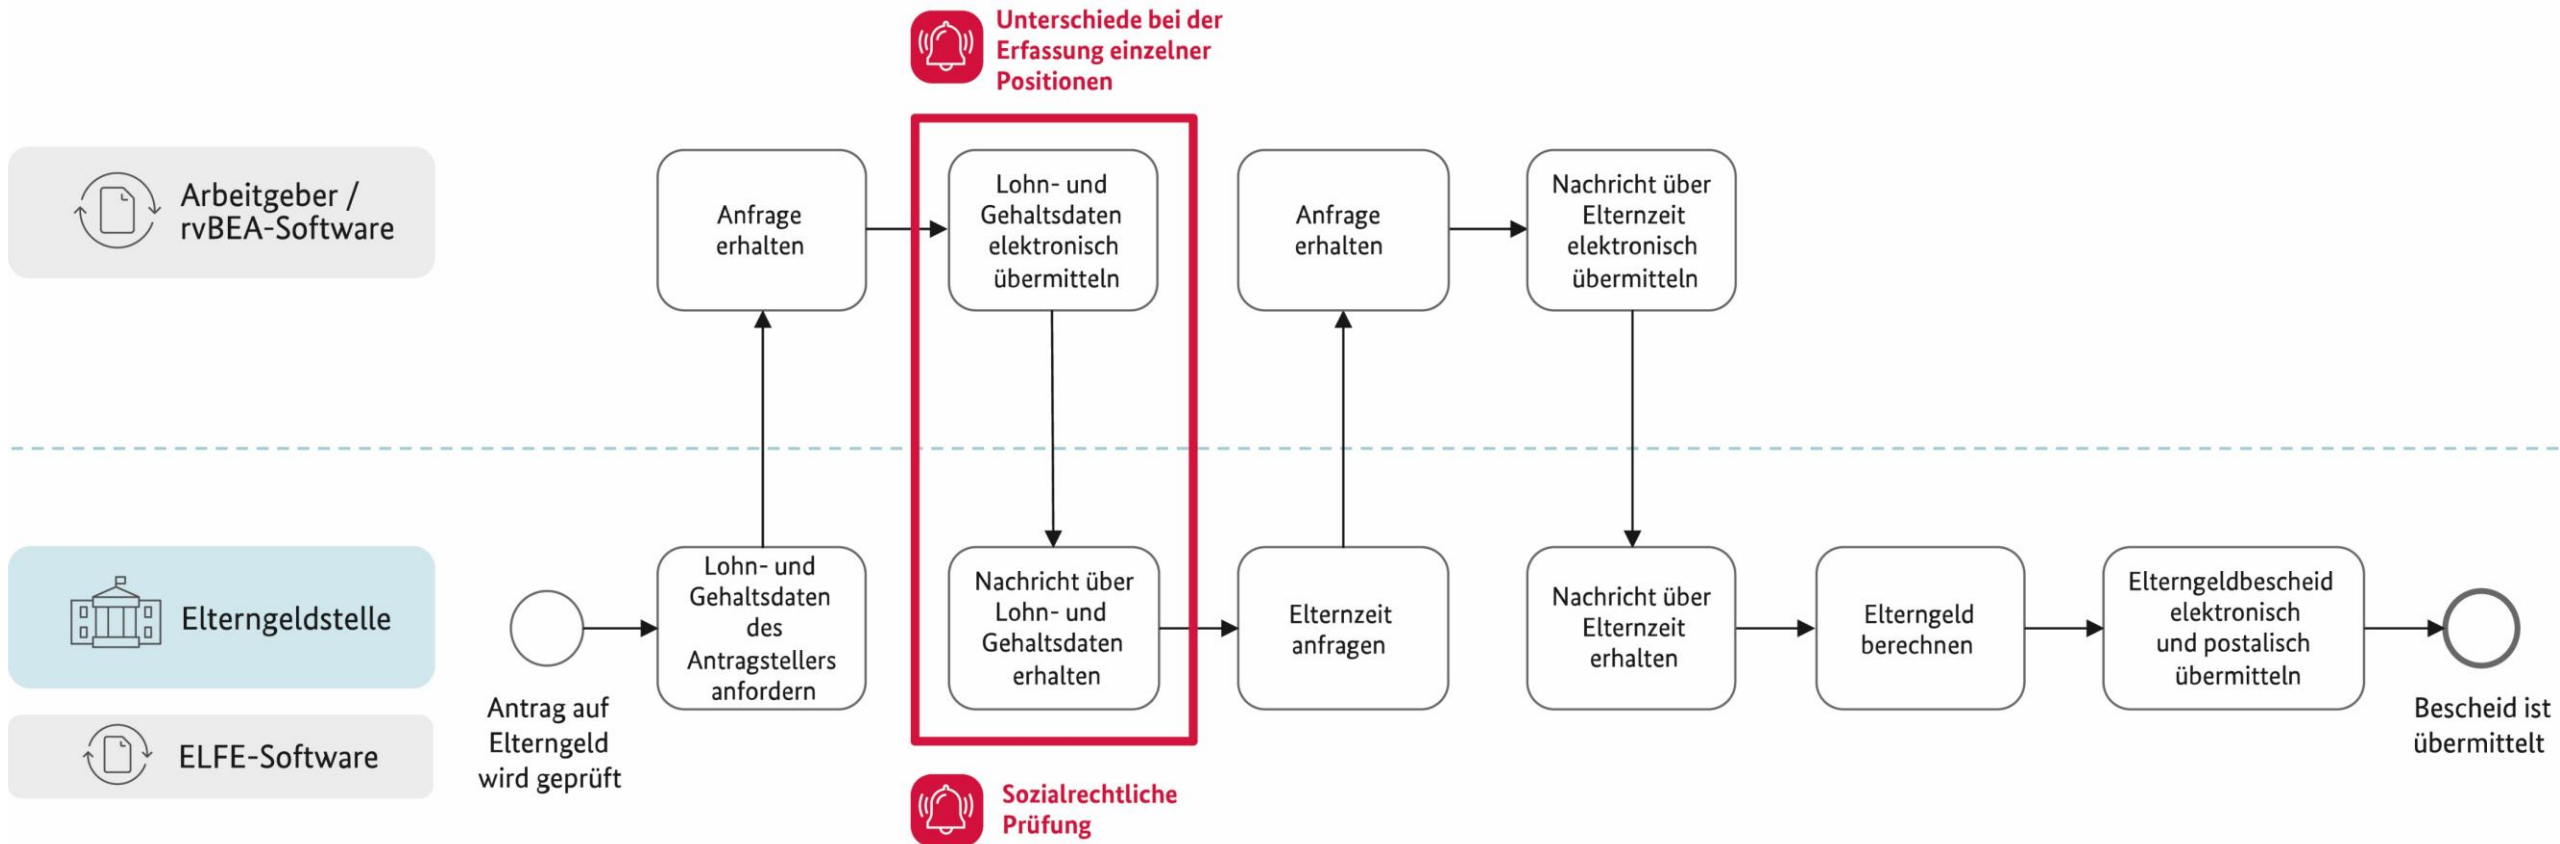 Unterschiede bei der
Erfassung einzelner
Positionen
Arbeitgeber /
rvBEA-Software
Anfrage
erhalten
Lohn- und
Gehaltsdaten
elektronisch
übermitteln
Anfrage
erhalten
Nachricht über
Elternzeit
elektronisch
übermitteln
Elterngeldstelle
ELFE-Software
Antrag auf
Elterngeld
wird geprüft
Lohn- und
Gehaltsdaten
des
Antragstellers
anfordern
Nachricht über
Lohn- und
Gehaltsdaten
erhalten
Elternzeit
anfragen
Nachricht über
Elternzeit
erhalten
Elterngeld
berechnen
Elterngeldbescheid
elektronisch
und postalisch
übermitteln
Bescheid ist
übermittelt
Sozialrechtliche
Prüfung